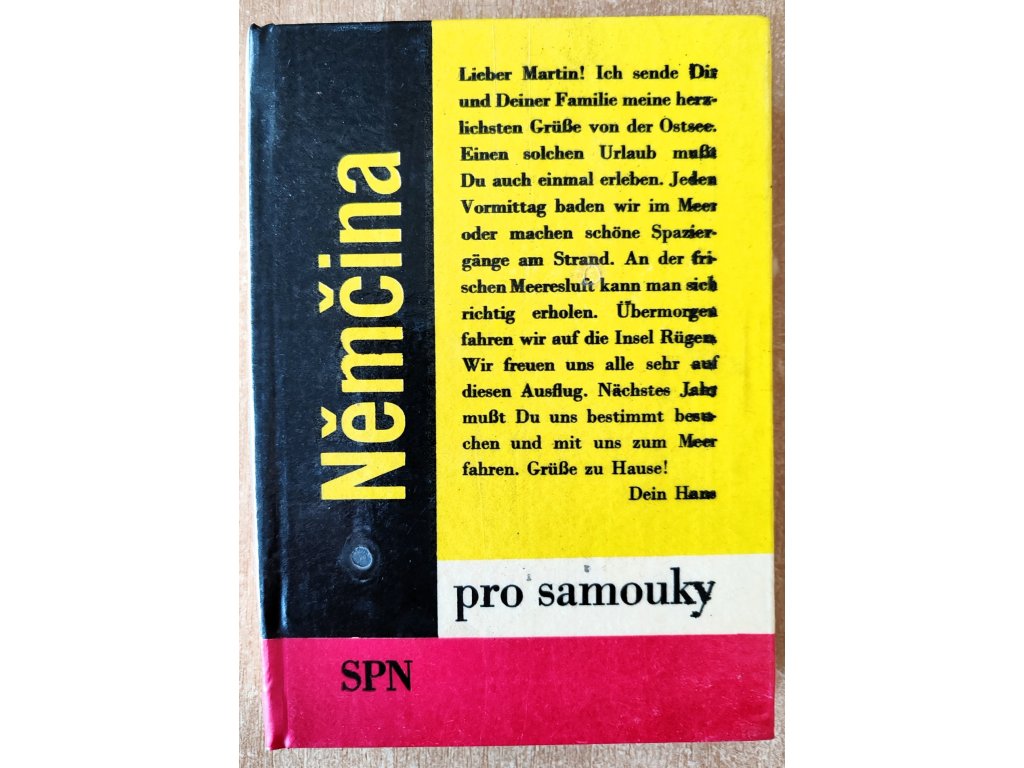 Němčina
Lieber Martin! Ich sende Dir
und Deiner Familie meine herz-
lichsten Grüße von der Ostsee.
Einen solchen Urlaub mußt
Du auch einmal erleben. Jeden
Vormittag baden wir im Meer
oder machen schöne Spazier-
gänge am Strand. An der fri-
schen Meeresluft kann man sich
richtig erholen. Übermorgen
fahren wir auf die Insel Rügen.
Wir freuen uns alle sehr auf
diesen Ausflug. Nächstes Jahr
mußt Du uns bestimmt besu-
chen und mit uns zum Meer
fahren. Grüße zu Hause!
Dein Hans
pro samouky
SPN